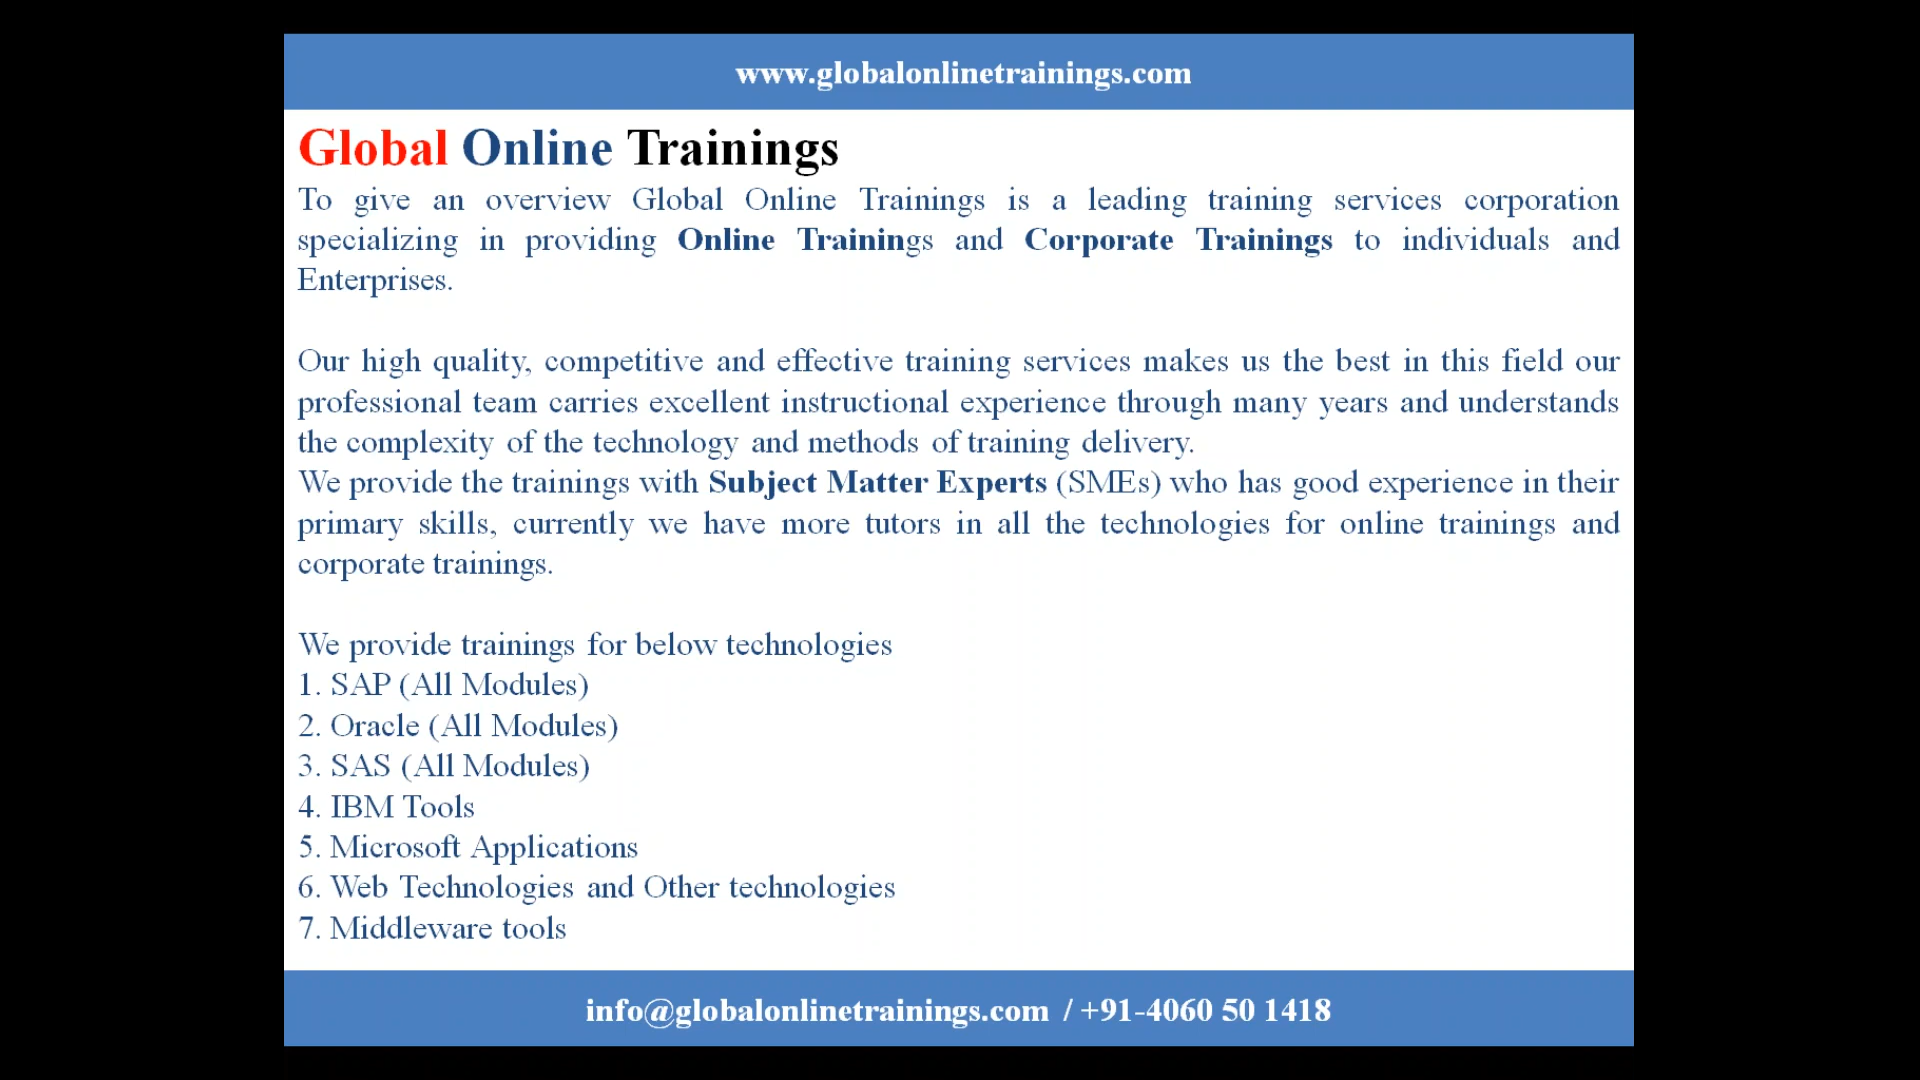 www.globalonlinetrainings.com
Global Online Trainings
To give an overview Global Online Trainings is a leading training services corporation
specializing in providing Online Trainings and Corporate Trainings to individuals and
Enterprises.
Our high quality, competitive and effective training services makes us the best in this field our
professional team carries excellent instructional experience through many years and understands
the complexity of the technology and methods of training delivery.
We provide the trainings with Subject Matter Experts (SMEs) who has good experience in their
primary skills, currently we have more tutors in all the technologies for online trainings and
corporate trainings.
We provide trainings for below technologies
1. SAP (All Modules)
2. Oracle (All Modules)
3. SAS (All Modules)
4. IBM Tools
5. Microsoft Applications
6. Web Technologies and Other technologies
7. Middleware tools
info@globalonlinetrainings.com / +91-4060 50 1418